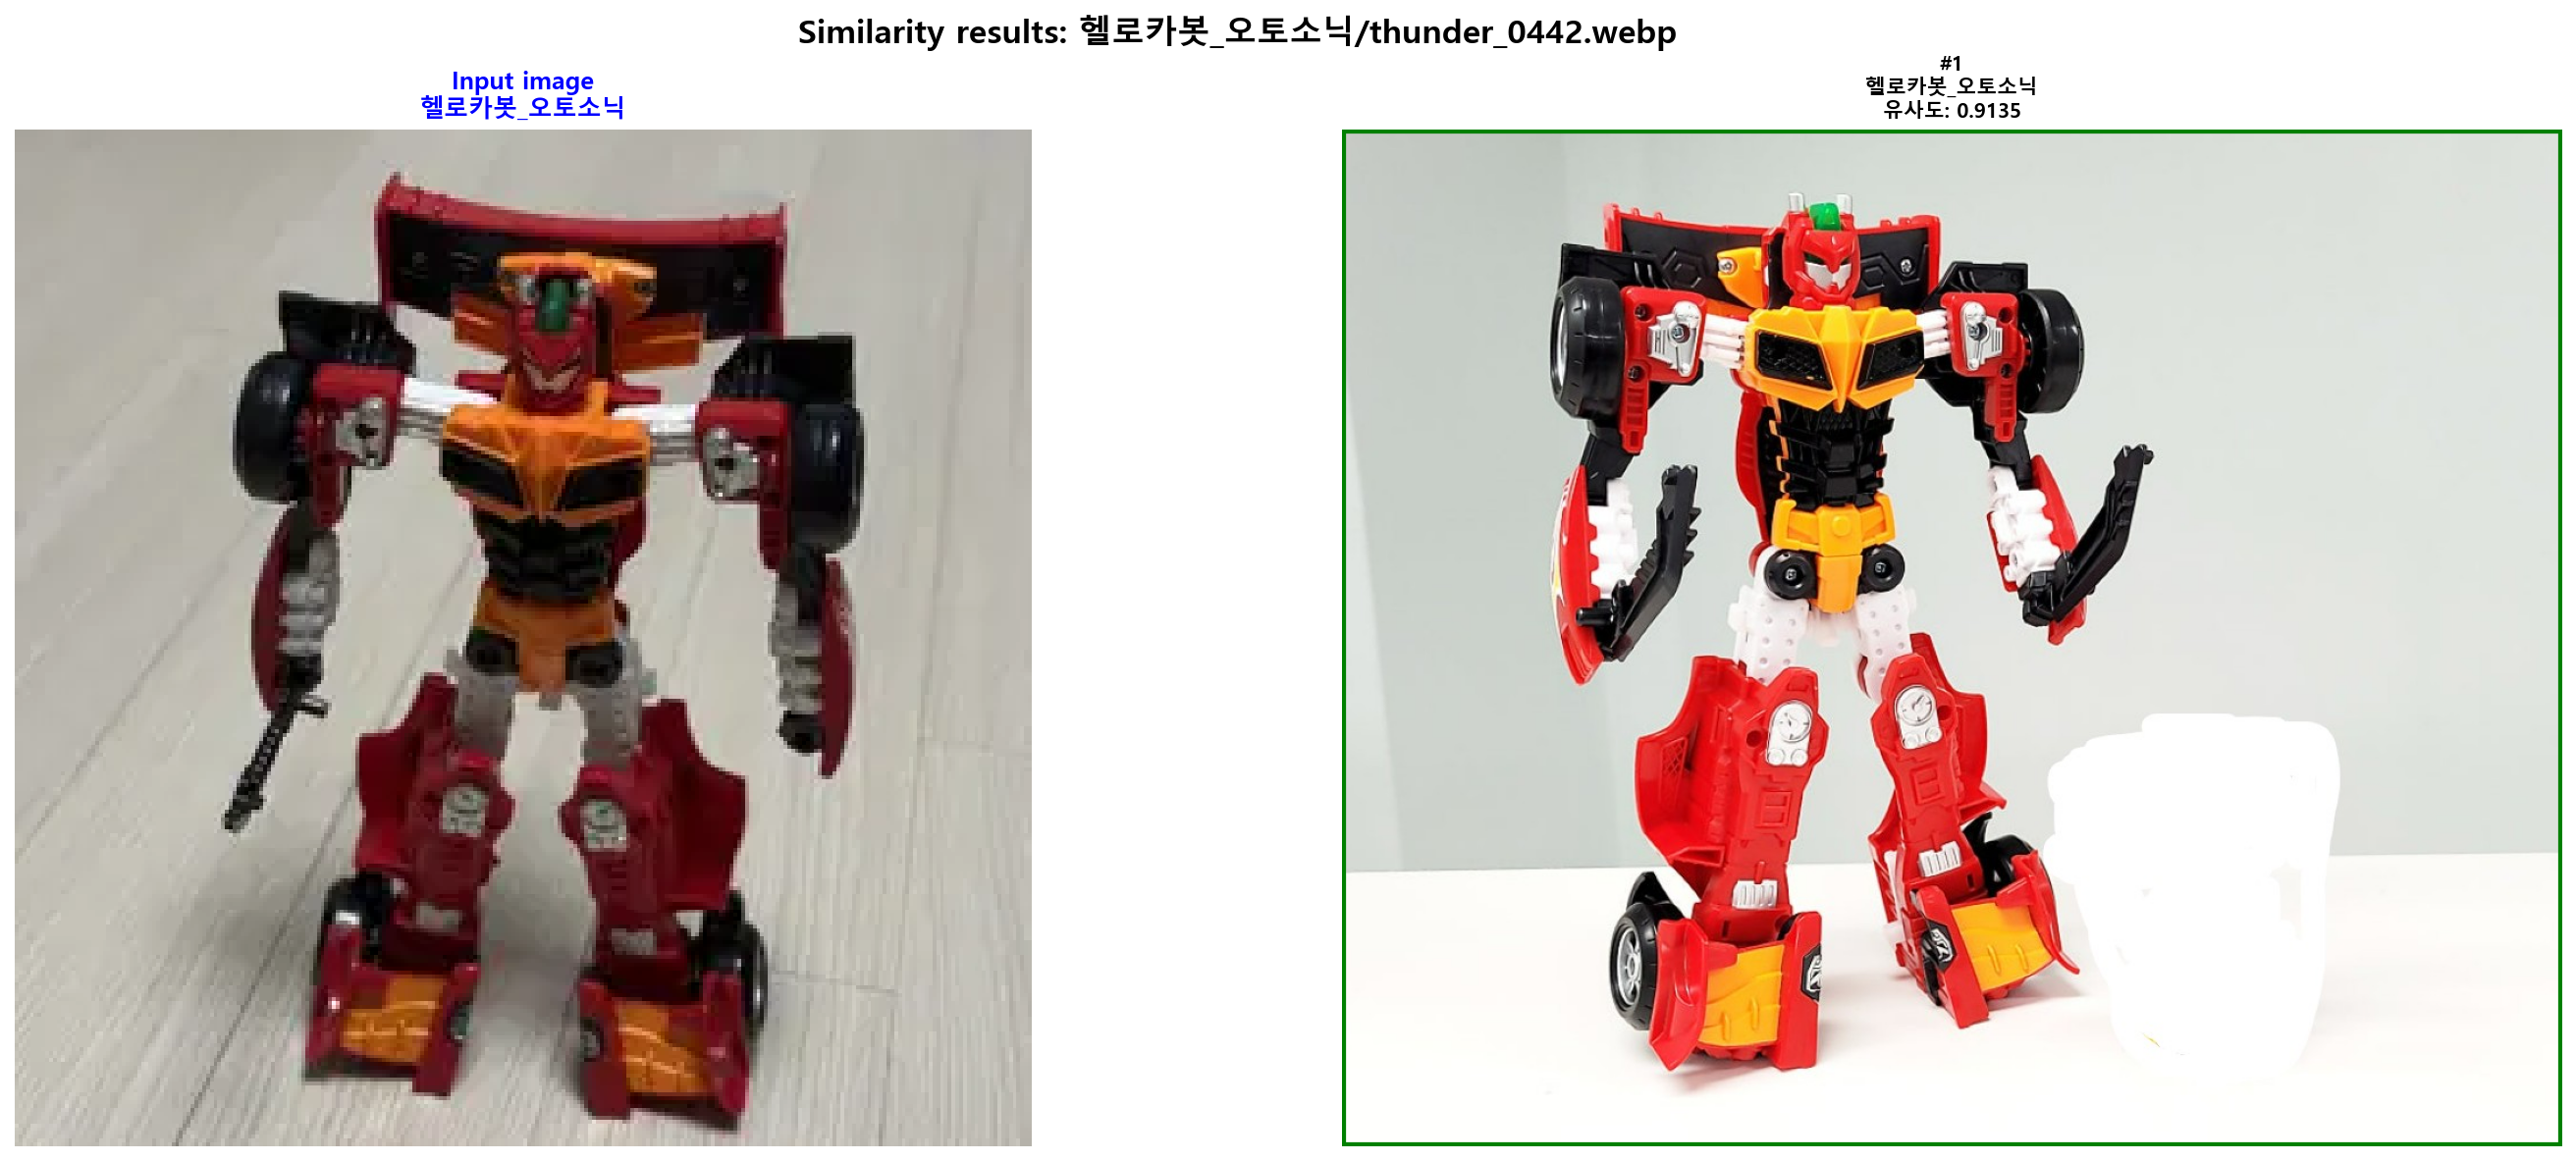 Similarity results: 헬로카봇_오토소닉/thunder_0442.webp
Input image
헬로카봇_오토소닉
#1
헬로카봇_오토소닉
유사도: 0.9135